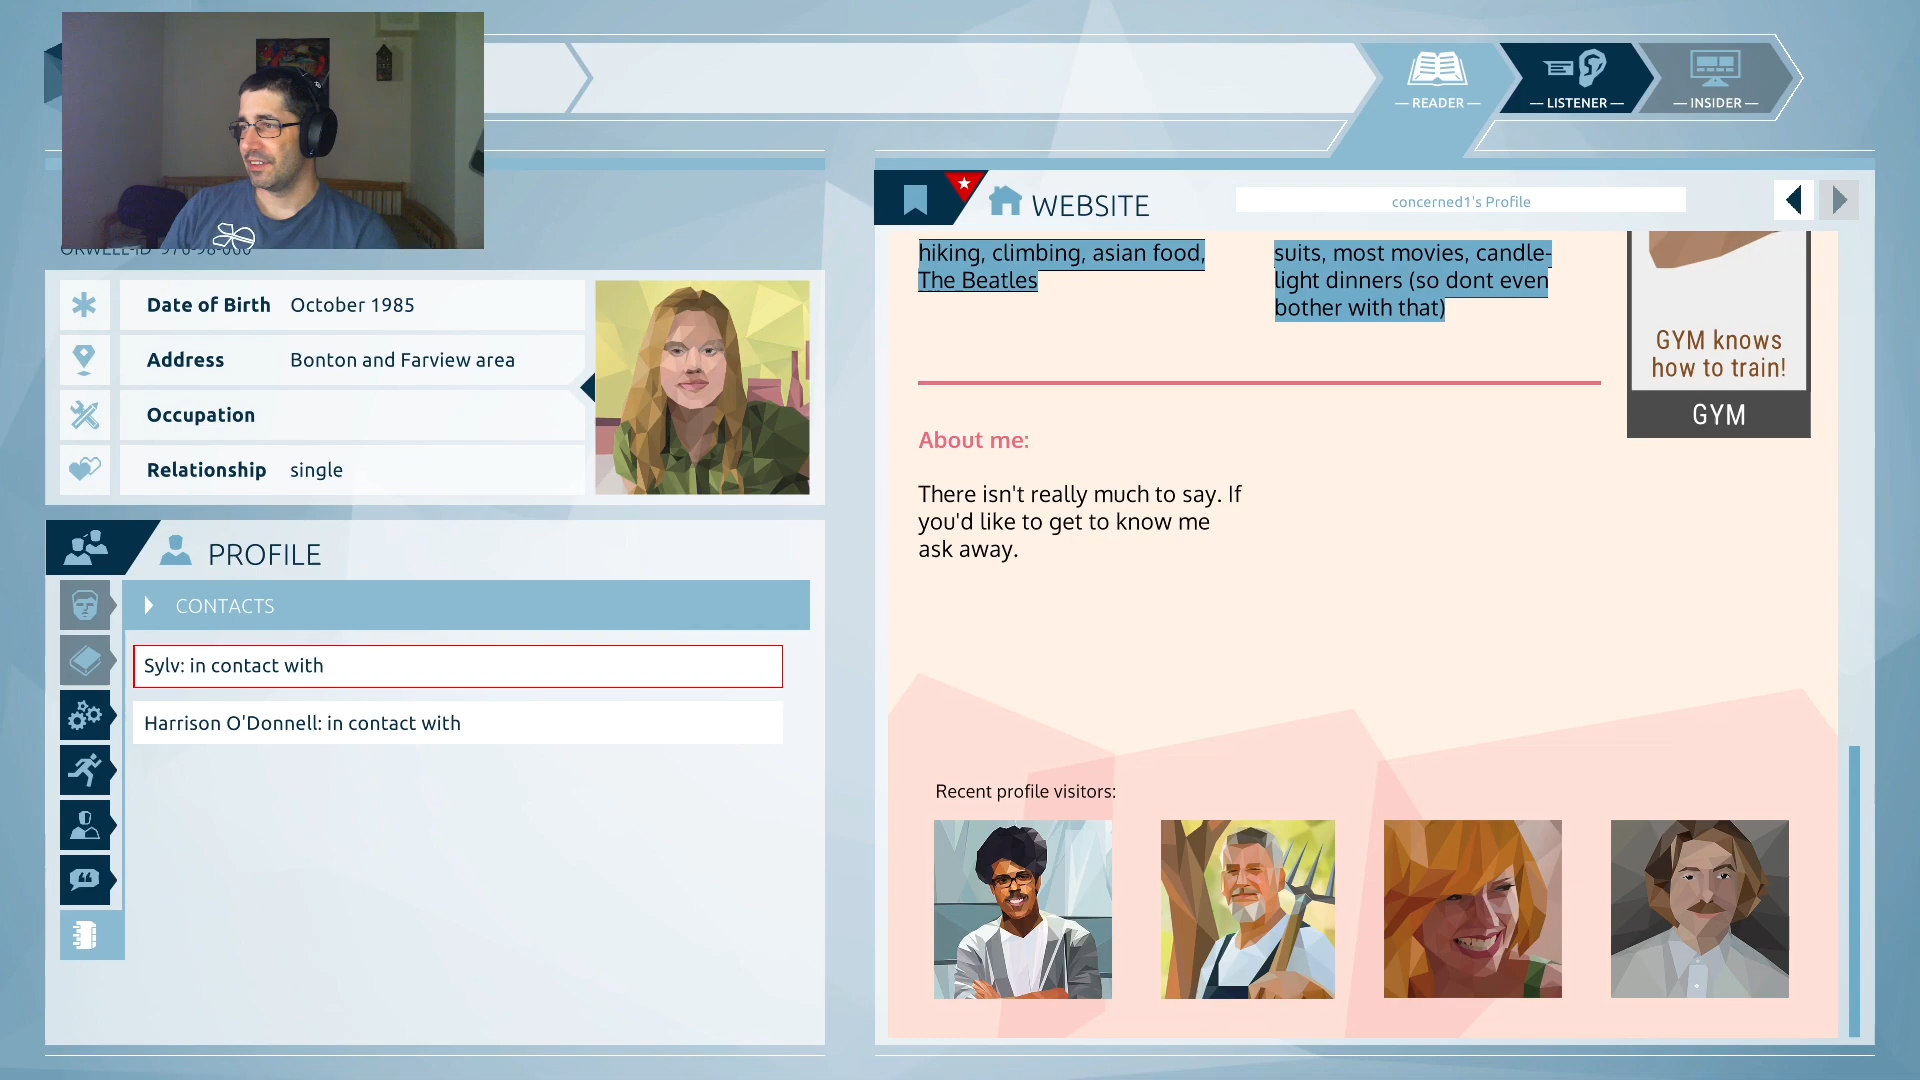 READER
LISTENER
INSIDER
WEBSITE
concerned1's Profile
hiking, climbing, asian food,
The Beatles
suits, most movies, candle-
light dinners (so dont even
bother with that)
GYM knows
how to train!
GYM
About me:
There isn't really much to say. If
you'd like to get to know me
ask away.
Recent profile visitors:
Date of Birth October 1985
Address Bonton and Farview area
Occupation
Relationship single
PROFILE
CONTACTS
Sylv: in contact with
Harrison O'Donnell: in contact with